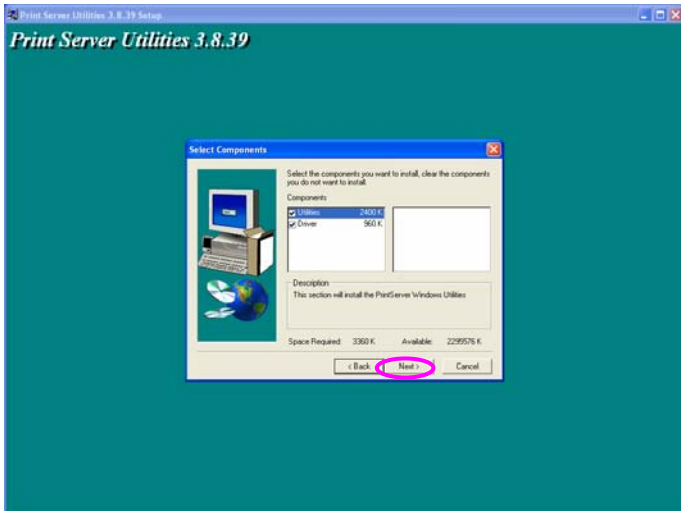 Print Server Utilities 3.8.39 Setup
Print Server Utilities 3.8.39
Select Components
Select the components you want to install, clear the components
you do not want to install.
Components
Utilities 2400 K
Driver 960 K
Description
This section will install the PrintServer Windows Utilities
Space Required: 3360 K Available: 2295576 K
< Back Next > Cancel